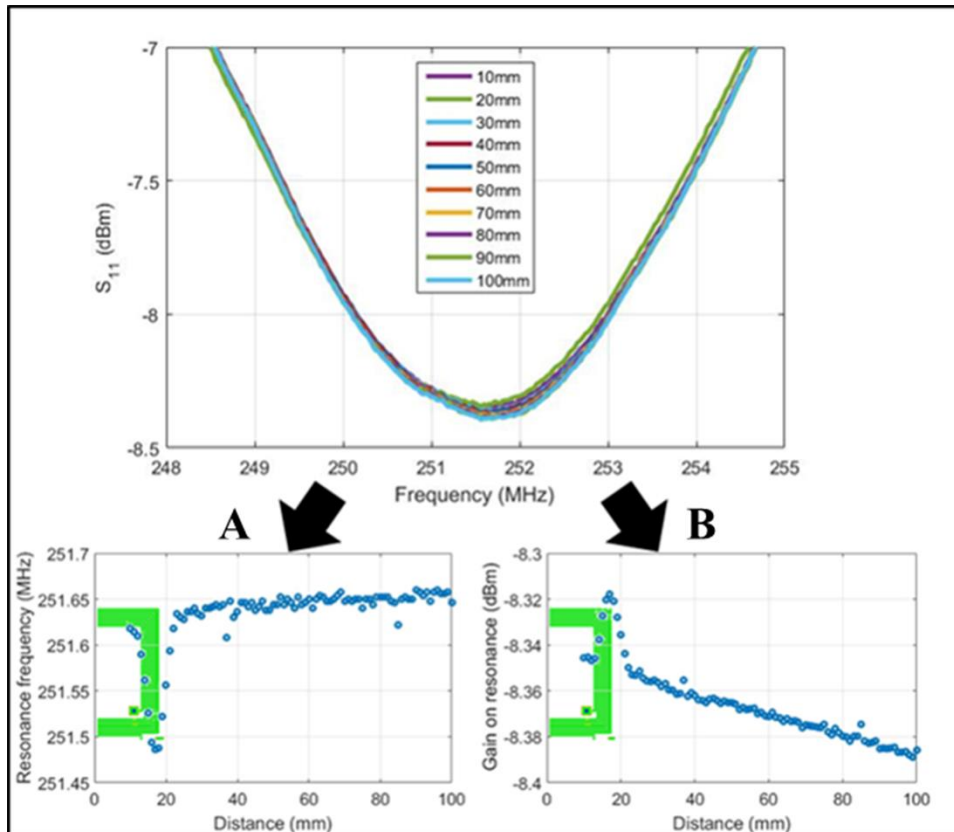 -7
-7.5
-8
-8.5
S11 (dBm)
10mm
20mm
30mm
40mm
50mm
60mm
70mm
80mm
90mm
100mm
248 249 250 251 252 253 254 255
Frequency (MHz)
A
B
251.7
251.65
251.6
251.55
251.5
251.45
Resonance frequency (MHz)
0 20 40 60 80 100
Distance (mm)
-8.3
-8.32
-8.34
-8.36
-8.38
-8.4
Gain on resonance (dBm)
0 20 40 60 80 100
Distance (mm)